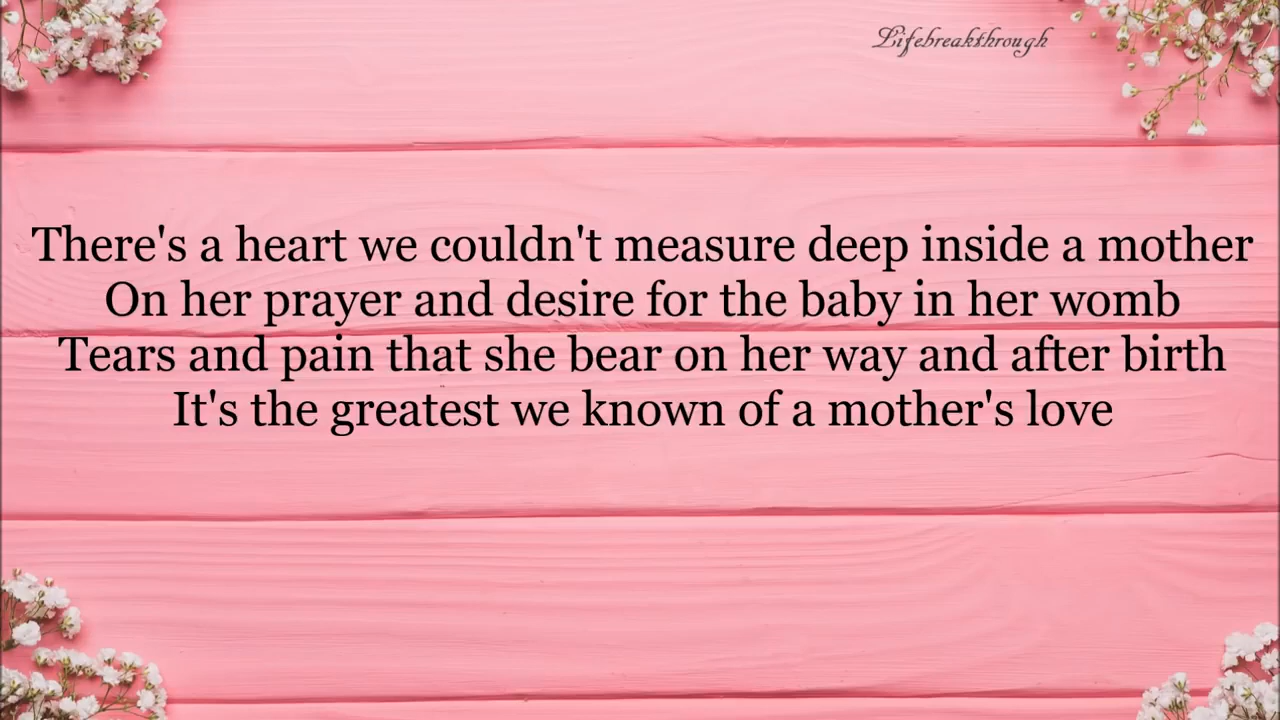 Lifebreakthrough
There's a heart we couldn't measure deep inside a mother
On her prayer and desire for the baby in her womb
Tears and pain that she bear on her way and after birth
It's the greatest we known of a mother's love